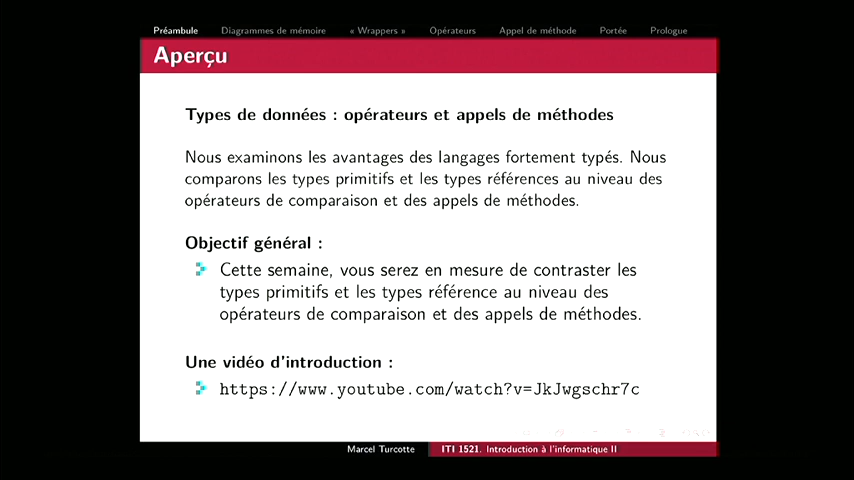 Préambule Diagrammes de mémoire « Wrappers » Opérateurs Appel de méthode Portée Prologue
Aperçu
Types de données : opérateurs et appels de méthodes
Nous examinons les avantages des langages fortement typés. Nous
comparons les types primitifs et les types références au niveau des
opérateurs de comparaison et des appels de méthodes.
Objectif général :
Cette semaine, vous serez en mesure de contraster les
types primitifs et les types référence au niveau des
opérateurs de comparaison et des appels de méthodes.
Une vidéo d'introduction :
https://www.youtube.com/watch?v=JkJwgschr7c
Marcel Turcotte ITI 1521. Introduction à l'informatique II